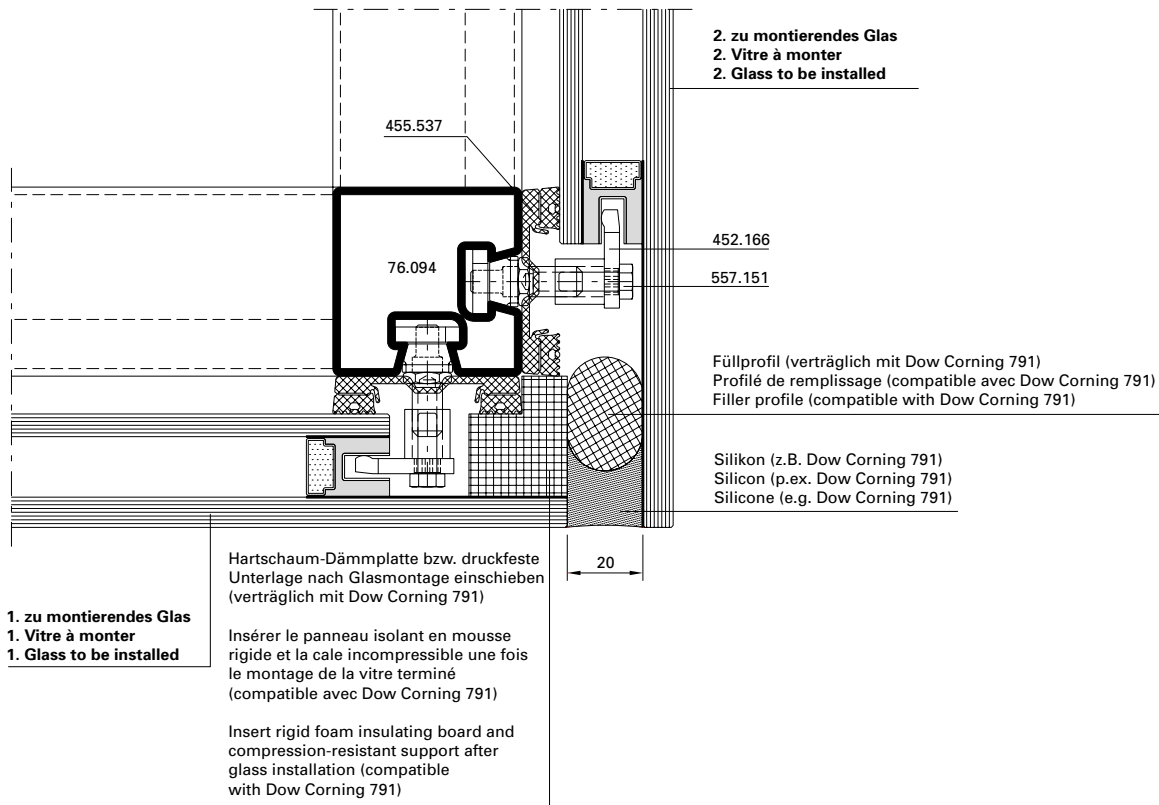 2. zu montierendes Glas
2. Vitre à monter
2. Glass to be installed
455.537
76.094
452.166
557.151
Füllprofil (verträglich mit Dow Corning 791)
Profilé de remplissage (compatible avec Dow Corning 791)
Filler profile (compatible with Dow Corning 791)
Silikon (z.B. Dow Corning 791)
Silicon (p.ex. Dow Corning 791)
Silicone (e.g. Dow Corning 791)
20
Hartschaum-Dämmplatte bzw. druckfeste
Unterlage nach Glasmontage einschieben
(verträglich mit Dow Corning 791)
Insérer le panneau isolant en mousse
rigide et la cale incompressible une fois
le montage de la vitre terminé
(compatible avec Dow Corning 791)
Insert rigid foam insulating board and
compression-resistant support after
glass installation (compatible
with Dow Corning 791)
1. zu montierendes Glas
1. Vitre à monter
1. Glass to be installed